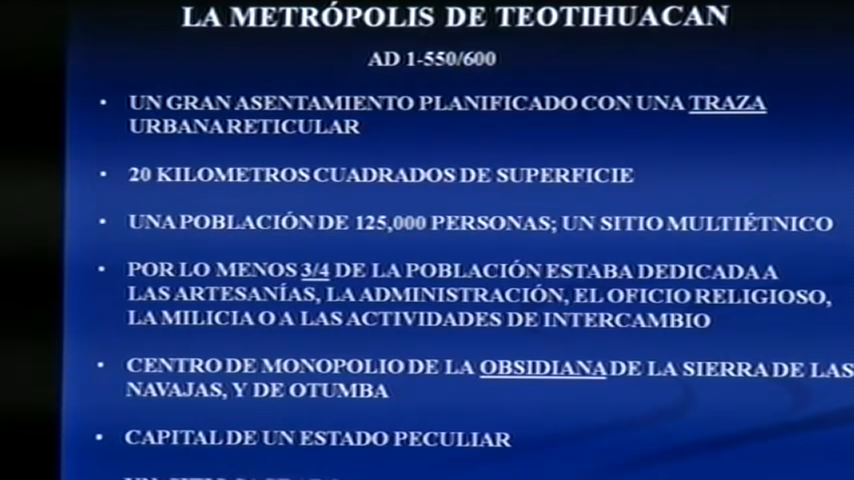 LA METRÓPOLIS DE TEOTIHUACAN
AD 1-550/600
• UN GRAN ASENTAMIENTO PLANIFICADO CON UNA TRAZA
URBANA RETICULAR
• 20 KILOMETROS CUADRADOS DE SUPERFICIE
• UNA POBLACIÓN DE 125,000 PERSONAS; UN SITIO MULTIÉTNICO
• POR LO MENOS 3/4 DE LA POBLACIÓN ESTABA DEDICADA A
LAS ARTESANÍAS, LA ADMINISTRACIÓN, EL OFICIO RELIGIOSO,
LA MILICIA O A LAS ACTIVIDADES DE INTERCAMBIO
• CENTRO DE MONOPOLIO DE LA OBSIDIANA DE LA SIERRA DE LAS
NAVAJAS, Y DE OTUMBA
• CAPITAL DE UN ESTADO PECULIAR